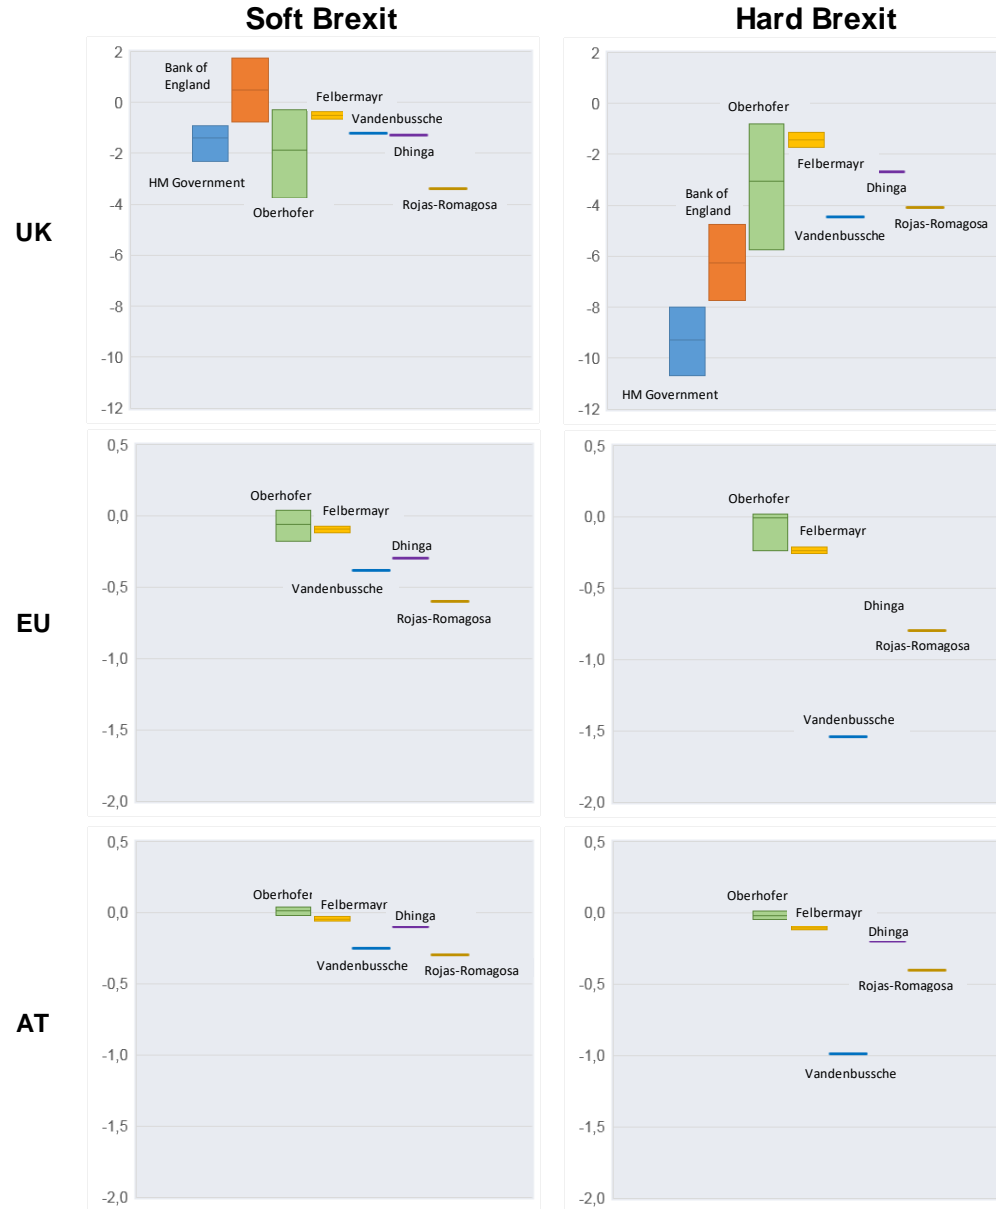 Soft Brexit
Hard Brexit
UK
2
0
-2
-4
-6
-8
-10
-12
Bank of
England
Felbermayr
Vandenbussche
Dhinga
HM Government
Rojas-Romagosa
Oberhofer
2
0
-2
-4
-6
-8
-10
-12
Oberhofer
Felbermayr
Dhinga
Bank of
England
Rojas-Romagosa
Vandenbussche
HM Government
EU
0,5
0,0
-0,5
-1,0
-1,5
-2,0
Oberhofer
Felbermayr
Dhinga
Vandenbussche
Rojas-Romagosa
0,5
0,0
-0,5
-1,0
-1,5
-2,0
Oberhofer
Felbermayr
Dhinga
Rojas-Romagosa
Vandenbussche
AT
0,5
0,0
-0,5
-1,0
-1,5
-2,0
Oberhofer
Felbermayr
Dhinga
Vandenbussche
Rojas-Romagosa
0,5
0,0
-0,5
-1,0
-1,5
-2,0
Oberhofer
Felbermayr
Dhinga
Rojas-Romagosa
Vandenbussche